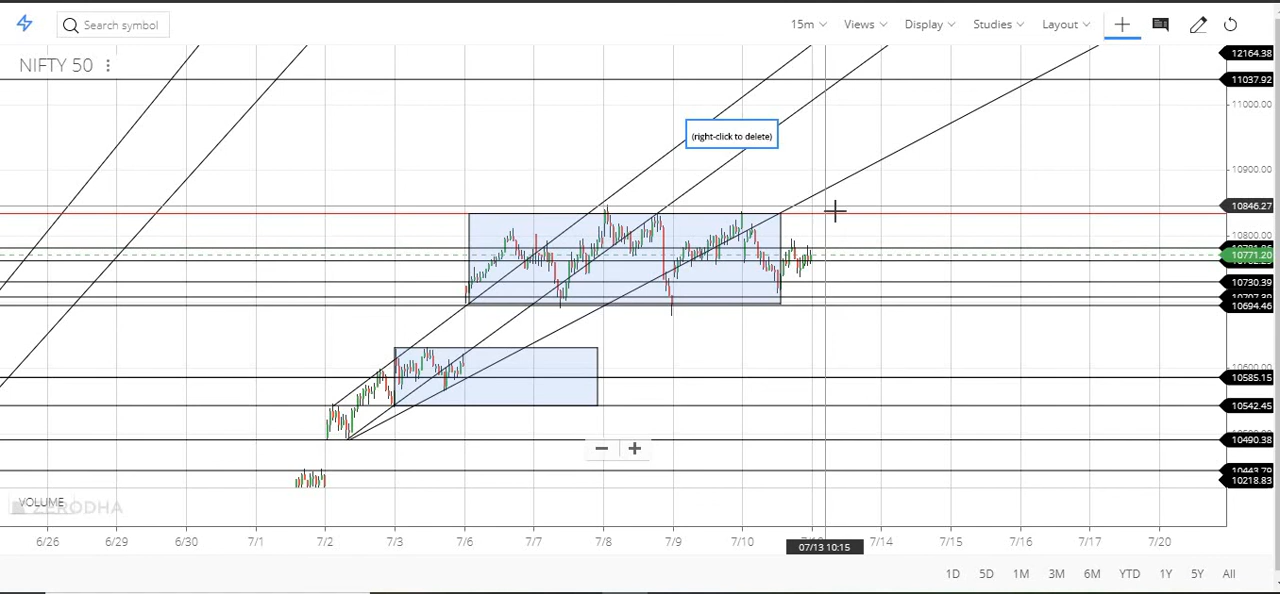 Search symbol
15m Views Display Studies Layout
NIFTY 50
12164.38
11037.92
11000.00
(right-click to delete)
10900.00
10846.27
10800.00
10771.20
10730.39
10694.46
10585.15
10542.45
10490.38
10443.79
10218.83
VOLUME
ZERODHA
6/26 6/29 6/30 7/1 7/2 7/3 7/6 7/7 7/8 7/9 7/10 7/14 7/15 7/16 7/17 7/20
07/13 10:15
1D 5D 1M 3M 6M YTD 1Y 5Y All